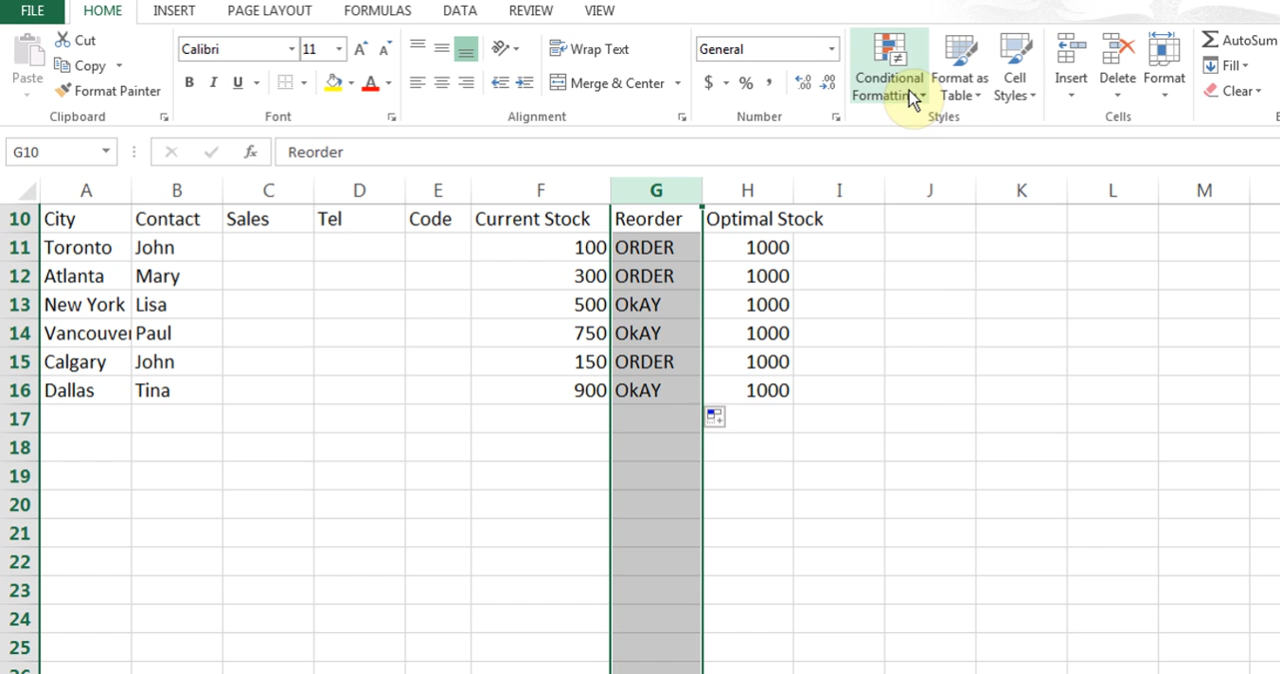 FILE HOME INSERT PAGE LAYOUT FORMULAS DATA REVIEW VIEW
Paste
Cut
Copy
Format Painter
Clipboard
Calibri 11 A A
B I U A
Font
Wrap Text
Merge & Center
Alignment
General
$ % , .00 .0 .00
Number
Conditional Formatting
Format as Table
Cell Styles
Styles
Insert Delete Format
Cells
AutoSum
Fill
Clear
G10 fx Reorder
A B C D E F G H I J K L M
10 City Contact Sales Tel Code Current Stock Reorder Optimal Stock
11 Toronto John 100 ORDER 1000
12 Atlanta Mary 300 ORDER 1000
13 New York Lisa 500 OkAY 1000
14 Vancouver Paul 750 OkAY 1000
15 Calgary John 150 ORDER 1000
16 Dallas Tina 900 OkAY 1000
17
18
19
20
21
22
23
24
25